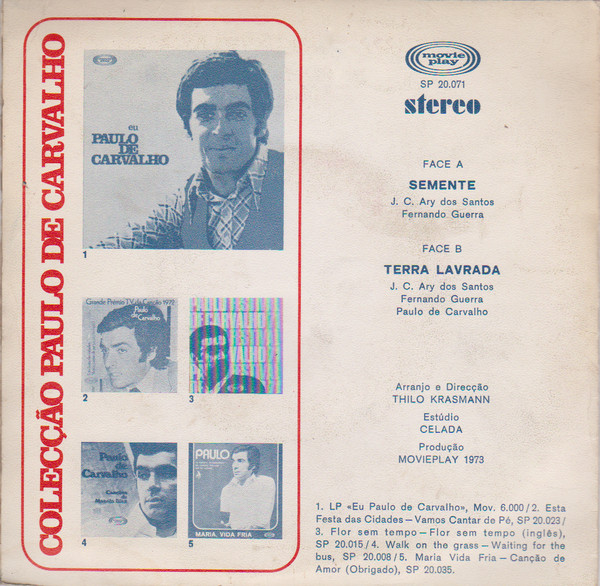 COLECÇÃO PAULO DE CARVALHO
eu
PAULO
DE
CARVALHO
1
Grande Prémio TV da Canção 1972
Paulo
de Carvalho
2
3
Paulo
de
Carvalho
4
PAULO
MARIA, VIDA FRIA
5
movie
play
SP 20.071
stereo
FACE A
SEMENTE
J. C. Ary dos Santos
Fernando Guerra
FACE B
TERRA LAVRADA
J. C. Ary dos Santos
Fernando Guerra
Paulo de Carvalho
Arranjo e Direcção
THILO KRASMANN
Estúdio
CELADA
Produção
MOVIEPLAY 1973
1. LP «Eu Paulo de Carvalho», Mov. 6.000/2. Esta
Festa das Cidades—Vamos Cantar de Pé, SP 20.023/
3. Flor sem tempo—Flor sem tempo (inglês),
SP 20.015/4. Walk on the grass—Waiting for
the bus, SP 20.008/5. Maria Vida Fria—Canção de
Amor (Obrigado), SP 20.035.